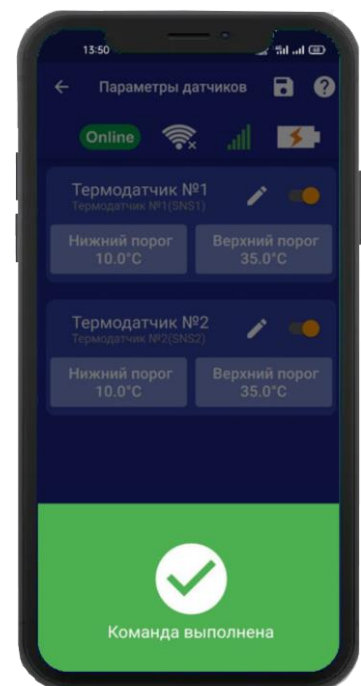 13:50
Параметры датчиков
Online
Термодатчик №1
Термодатчик №1(SNS1)
Нижний порог Верхний порог
10.0°C 35.0°C
Термодатчик №2
Термодатчик №2(SNS2)
Нижний порог Верхний порог
10.0°C 35.0°C
Команда выполнена